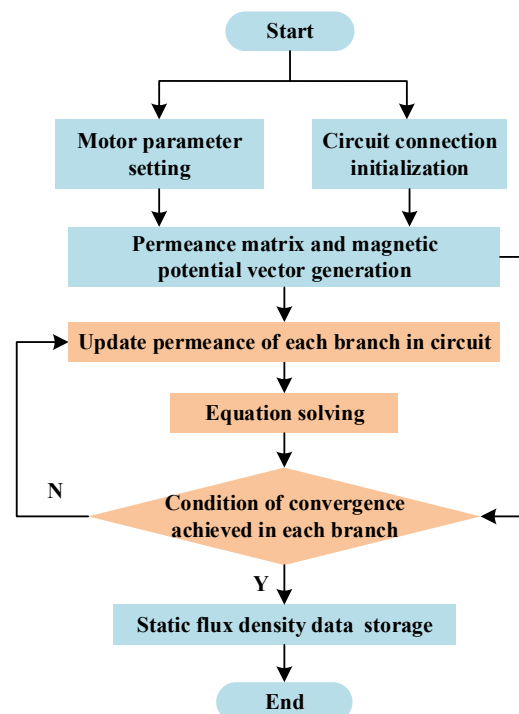 Start
Motor parameter
setting
Circuit connection
initialization
Permeance matrix and magnetic
potential vector generation
Update permeance of each branch in circuit
Equation solving
N
Condition of convergence
achieved in each branch
Y
Static flux density data storage
End